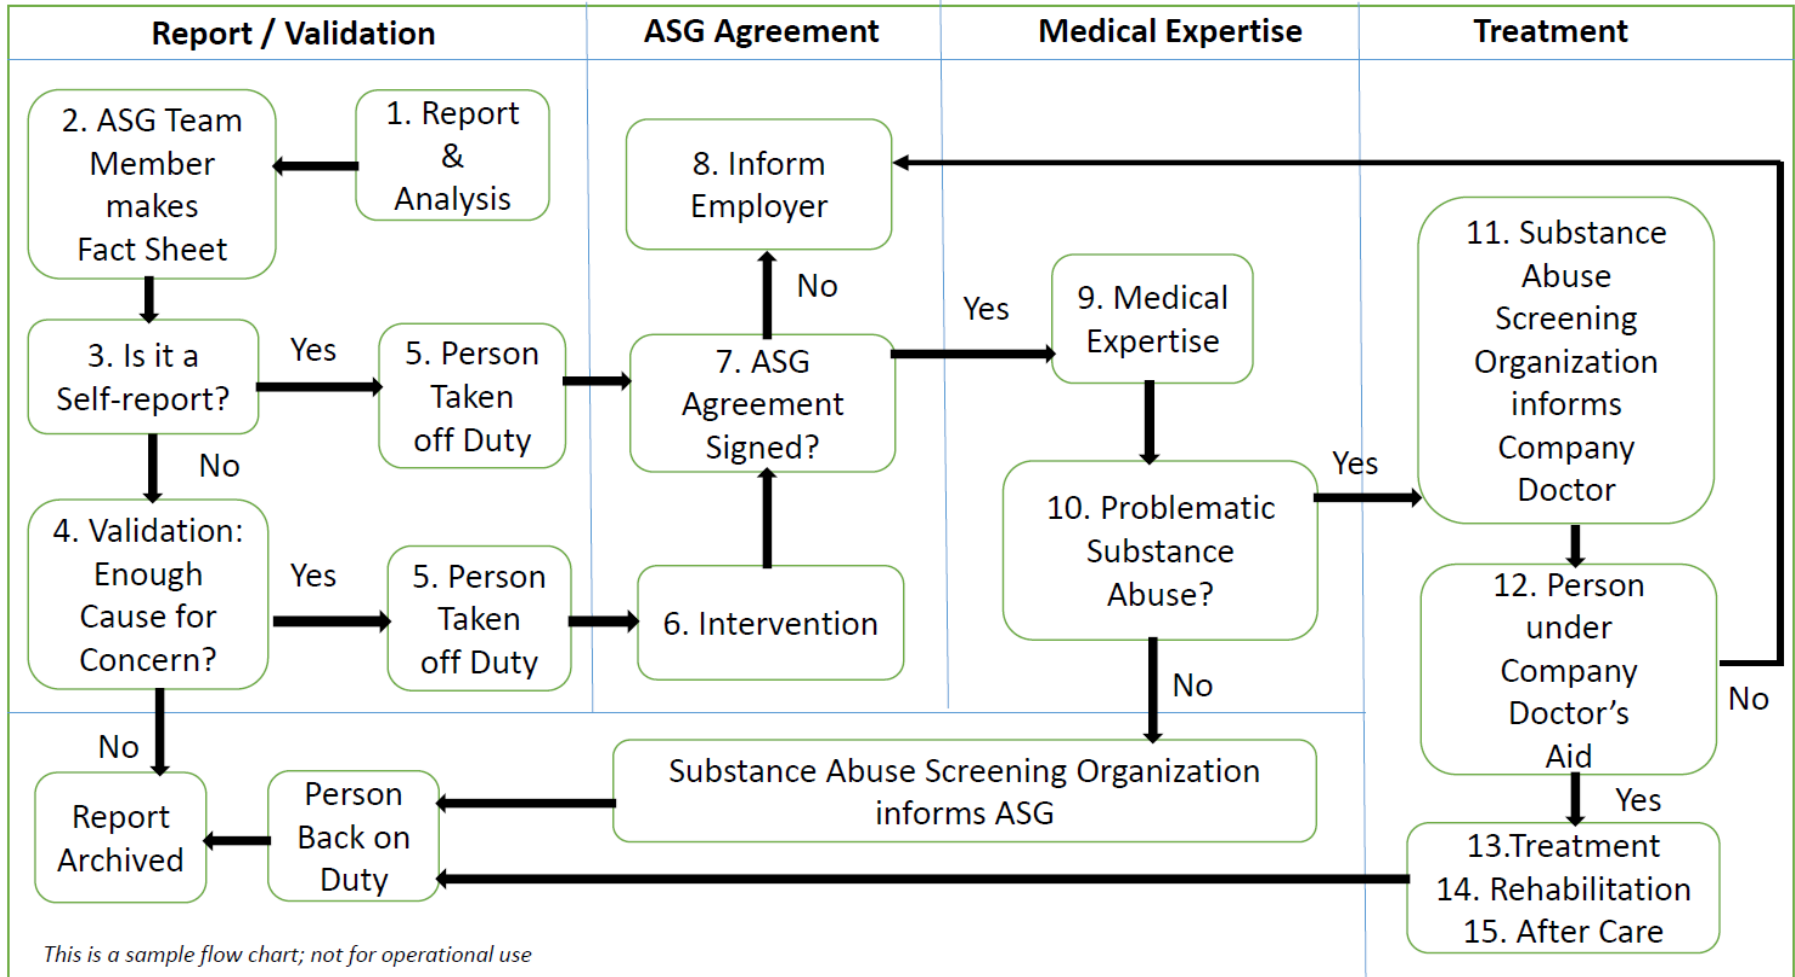 Report / Validation
ASG Agreement
Medical Expertise
Treatment
2. ASG Team
Member
makes
Fact Sheet
1. Report
&
Analysis
3. Is it a
Self-report?
Yes
5. Person
Taken
off Duty
No
4. Validation:
Enough
Cause for
Concern?
Yes
5. Person
Taken
off Duty
No
8. Inform
Employer
No
7. ASG
Agreement
Signed?
6. Intervention
Yes
9. Medical
Expertise
10. Problematic
Substance
Abuse?
Yes
No
11. Substance
Abuse
Screening
Organization
informs
Company
Doctor
12. Person
under
Company
Doctor’s
Aid
No
Yes
13.Treatment
14. Rehabilitation
15. After Care
Substance Abuse Screening Organization
informs ASG
Person
Back on
Duty
Report
Archived
This is a sample flow chart; not for operational use